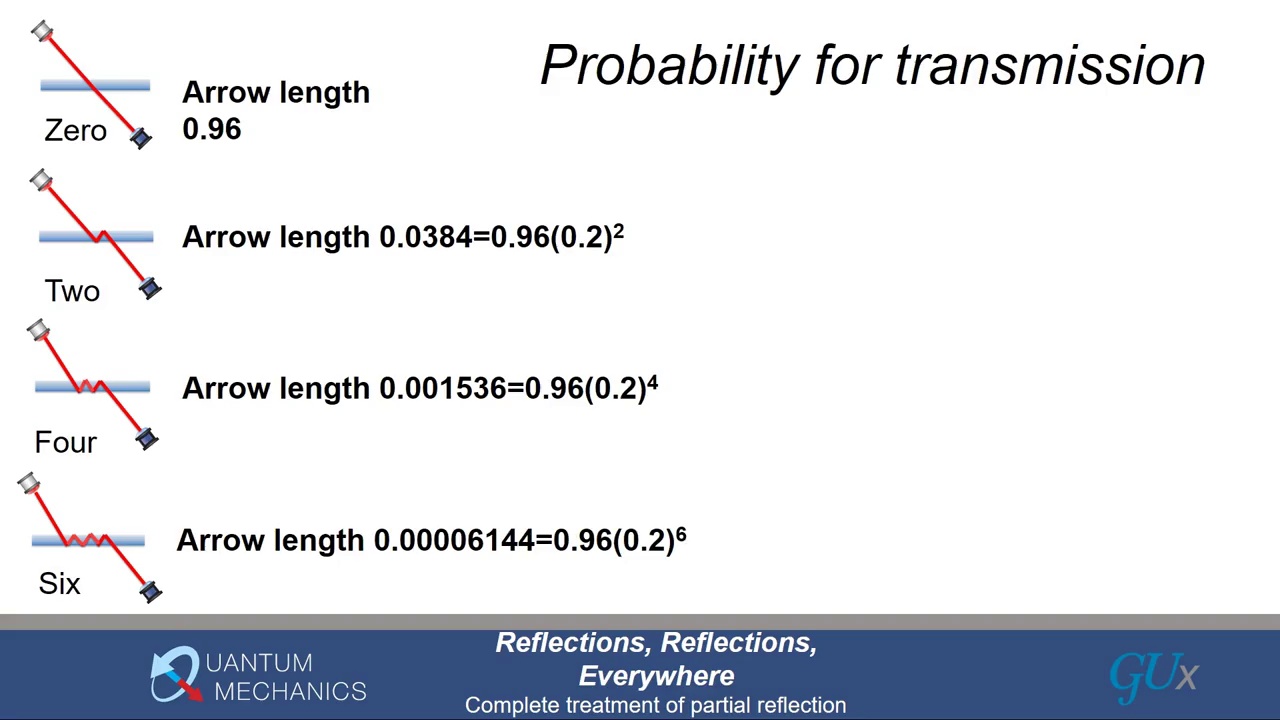 Probability for transmission
Arrow length
0.96
Zero
Arrow length 0.0384=0.96(0.2)²
Two
Arrow length 0.001536=0.96(0.2)⁴
Four
Arrow length 0.00006144=0.96(0.2)⁶
Six
QUANTUM
MECHANICS
Reflections, Reflections,
Everywhere
Complete treatment of partial reflection
GUx